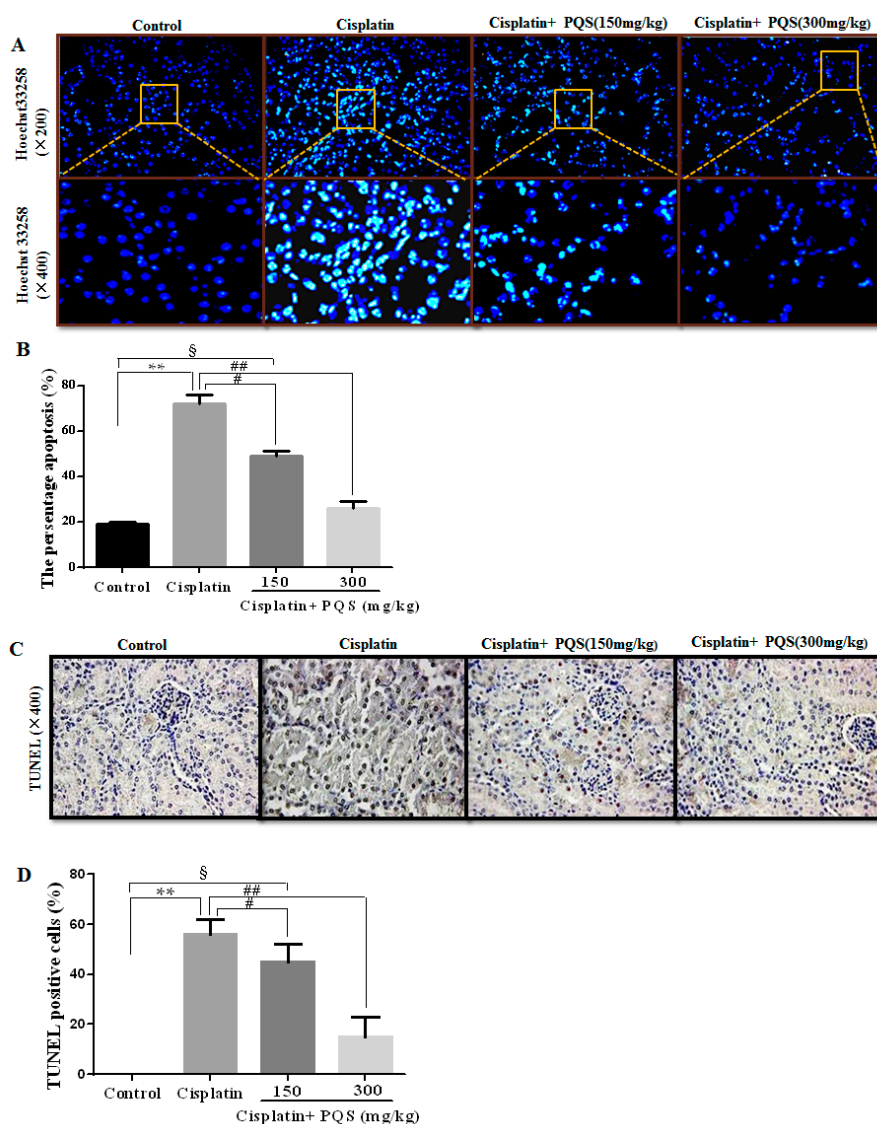 A
Control
Cisplatin
Cisplatin+ PQS(150mg/kg)
Cisplatin+ PQS(300mg/kg)
Hoechst33258
(×200)
Hoechst 33258
(×400)
B
The persentage apoptosis (%)
80
60
40
20
0
§
**
##
#
Control
Cisplatin
150
300
Cisplatin+ PQS (mg/kg)
C
Control
Cisplatin
Cisplatin+ PQS(150mg/kg)
Cisplatin+ PQS(300mg/kg)
TUNEL (×400)
D
TUNEL positive cells (%)
80
60
40
20
0
§
**
##
#
Control
Cisplatin
150
300
Cisplatin+ PQS (mg/kg)